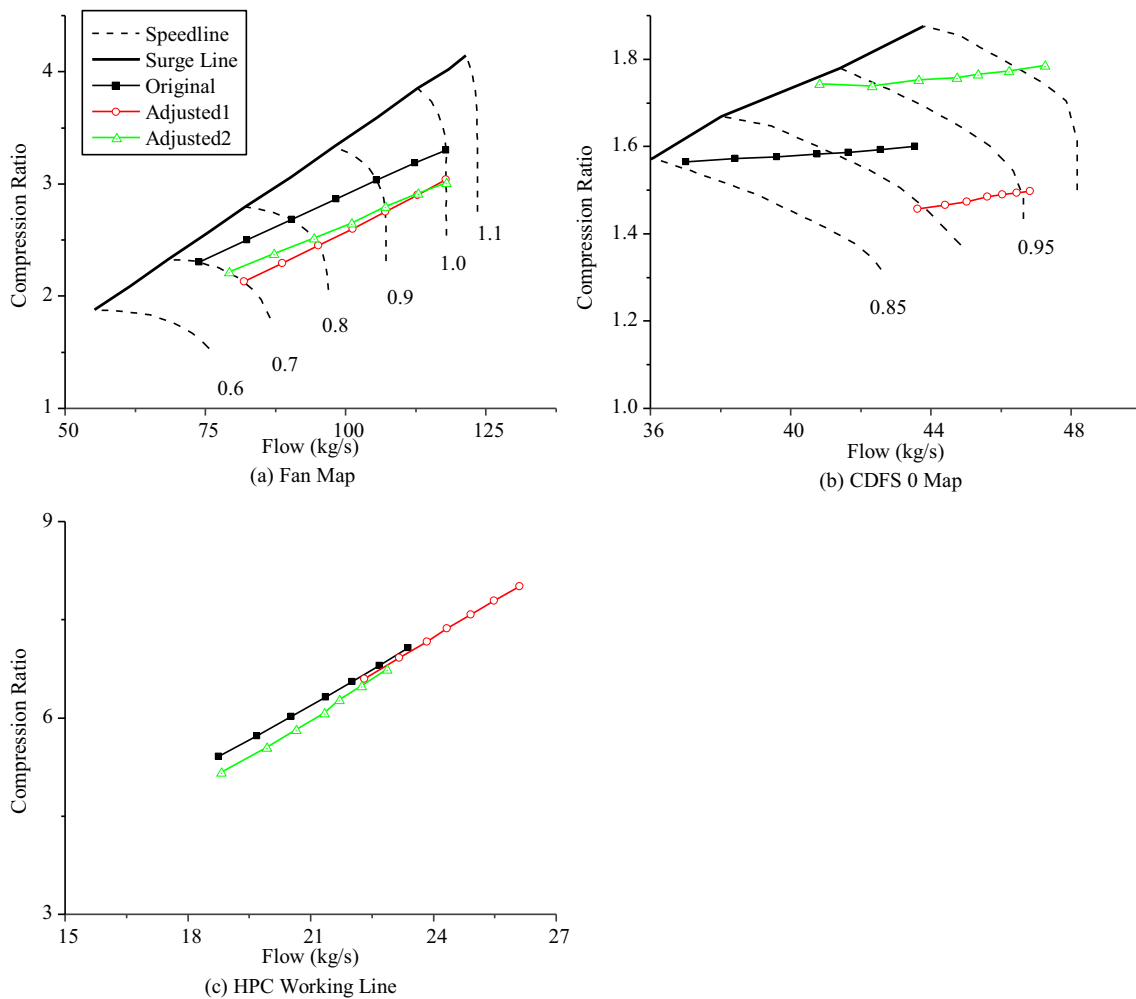 Speedline
Surge Line
Original
Adjusted1
Adjusted2
Compression Ratio
4
3
2
1
1.1
1.0
0.9
0.8
0.7
0.6
50
75
100
125
Flow (kg/s)
(a) Fan Map
Compression Ratio
1.8
1.6
1.4
1.2
1.0
0.95
0.85
36
40
44
48
Flow (kg/s)
(b) CDFS 0 Map
Compression Ratio
9
6
3
15
18
21
24
27
Flow (kg/s)
(c) HPC Working Line